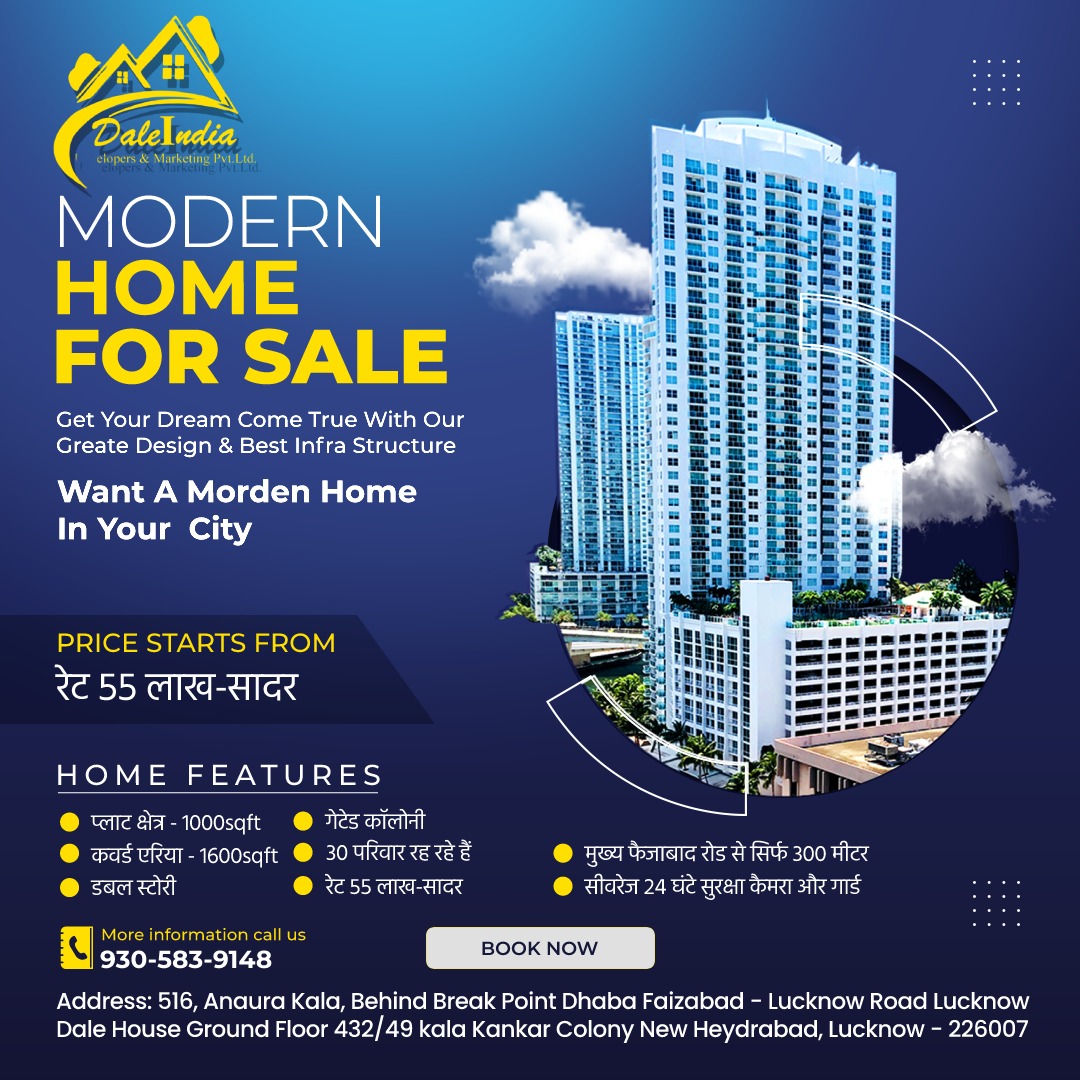 DaleIndia
elopers & Marketing Pvt.Ltd.
MODERN
HOME
FOR SALE
Get Your Dream Come True With Our
Greate Design & Best Infra Structure
Want A Morden Home
In Your City
PRICE STARTS FROM
रेट 55 लाख-सादर
HOME FEATURES
प्लाट क्षेत्र - 1000sqft
कवर्ड एरिया - 1600sqft
डबल स्टोरी
गेटेड कॉलोनी
30 परिवार रह रहे हैं
रेट 55 लाख-सादर
मुख्य फैजाबाद रोड से सिर्फ 300 मीटर
सीवरेज 24 घंटे सुरक्षा कैमरा और गार्ड
More information call us
930-583-9148
BOOK NOW
Address: 516, Anaura Kala, Behind Break Point Dhaba Faizabad - Lucknow Road Lucknow
Dale House Ground Floor 432/49 kala Kankar Colony New Heydrabad, Lucknow - 226007